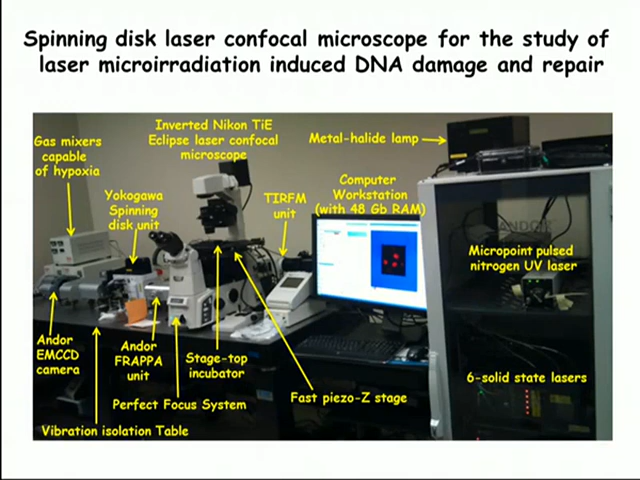 Spinning disk laser confocal microscope for the study of
laser microirradiation induced DNA damage and repair
Gas mixers
capable
of hypoxia
Inverted Nikon TiE
Eclipse laser confocal
microscope
Metal-halide lamp
Yokogawa
Spinning
disk unit
TIRFM
unit
Computer
Workstation
(with 48 Gb RAM)
ANDOR
Micropoint pulsed
nitrogen UV laser
Andor
EMCCD
camera
Andor
FRAPPA
unit
Stage-top
incubator
6-solid state lasers
Perfect Focus System
Fast piezo-Z stage
Vibration isolation Table